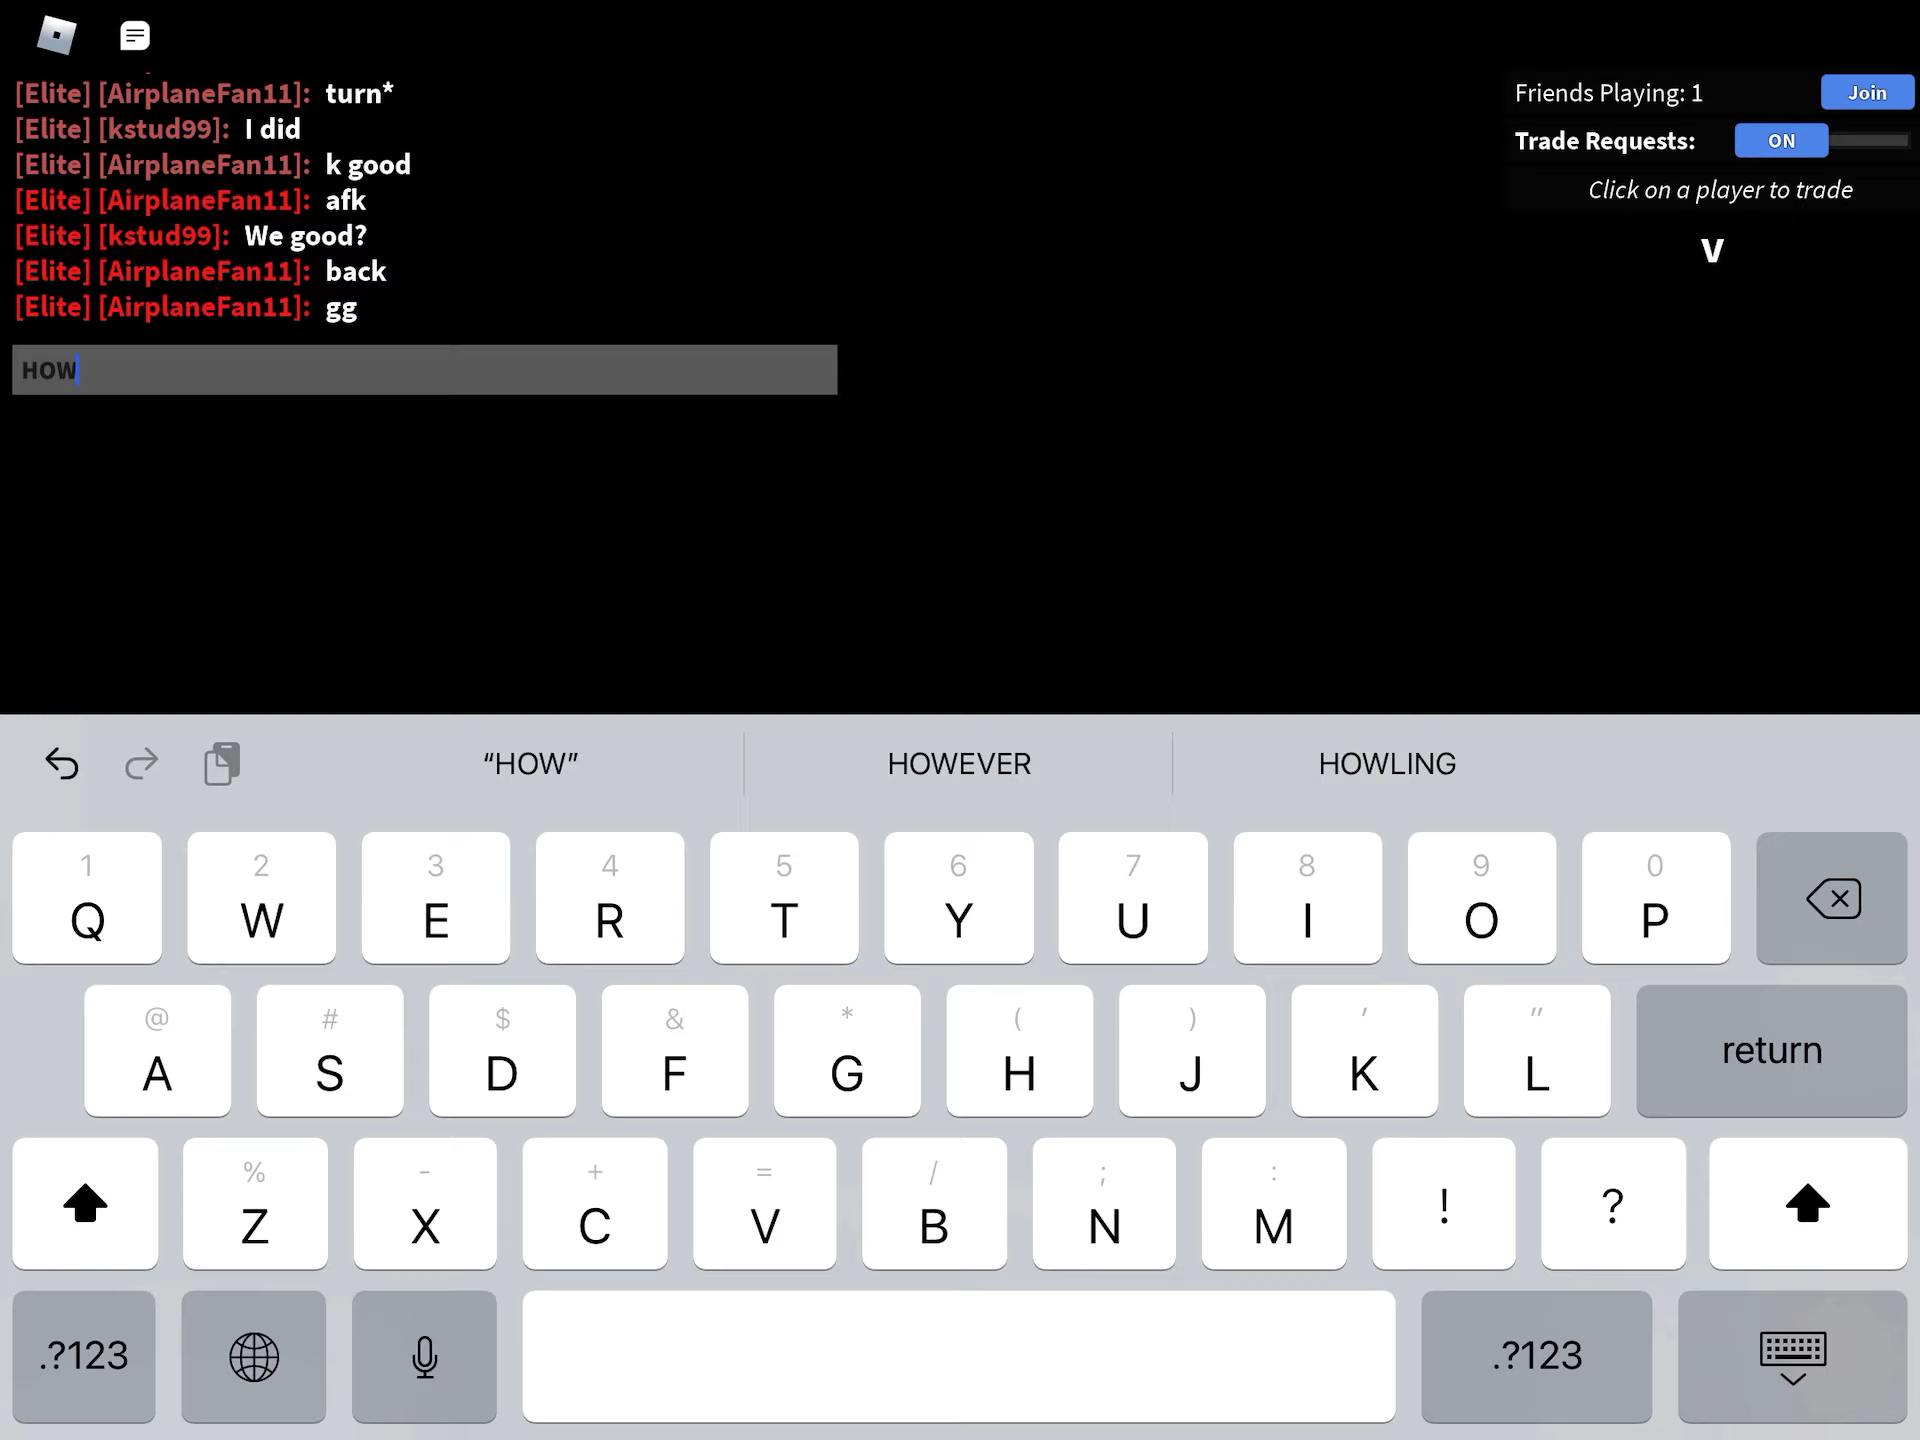 [Elite] [AirplaneFan11]: turn*
[Elite] [kstud99]: I did
[Elite] [AirplaneFan11]: k good
[Elite] [AirplaneFan11]: afk
[Elite] [kstud99]: We good?
[Elite] [AirplaneFan11]: back
[Elite] [AirplaneFan11]: gg
HOW
Friends Playing: 1 Join
Trade Requests: ON
Click on a player to trade
V
“HOW” HOWEVER HOWLING
1 2 3 4 5 6 7 8 9 0
Q W E R T Y U I O P
@ # $ & * ( ) ' "
A S D F G H J K L return
% - + = / ; :
Z X C V B N M ! ?
.?123 .?123